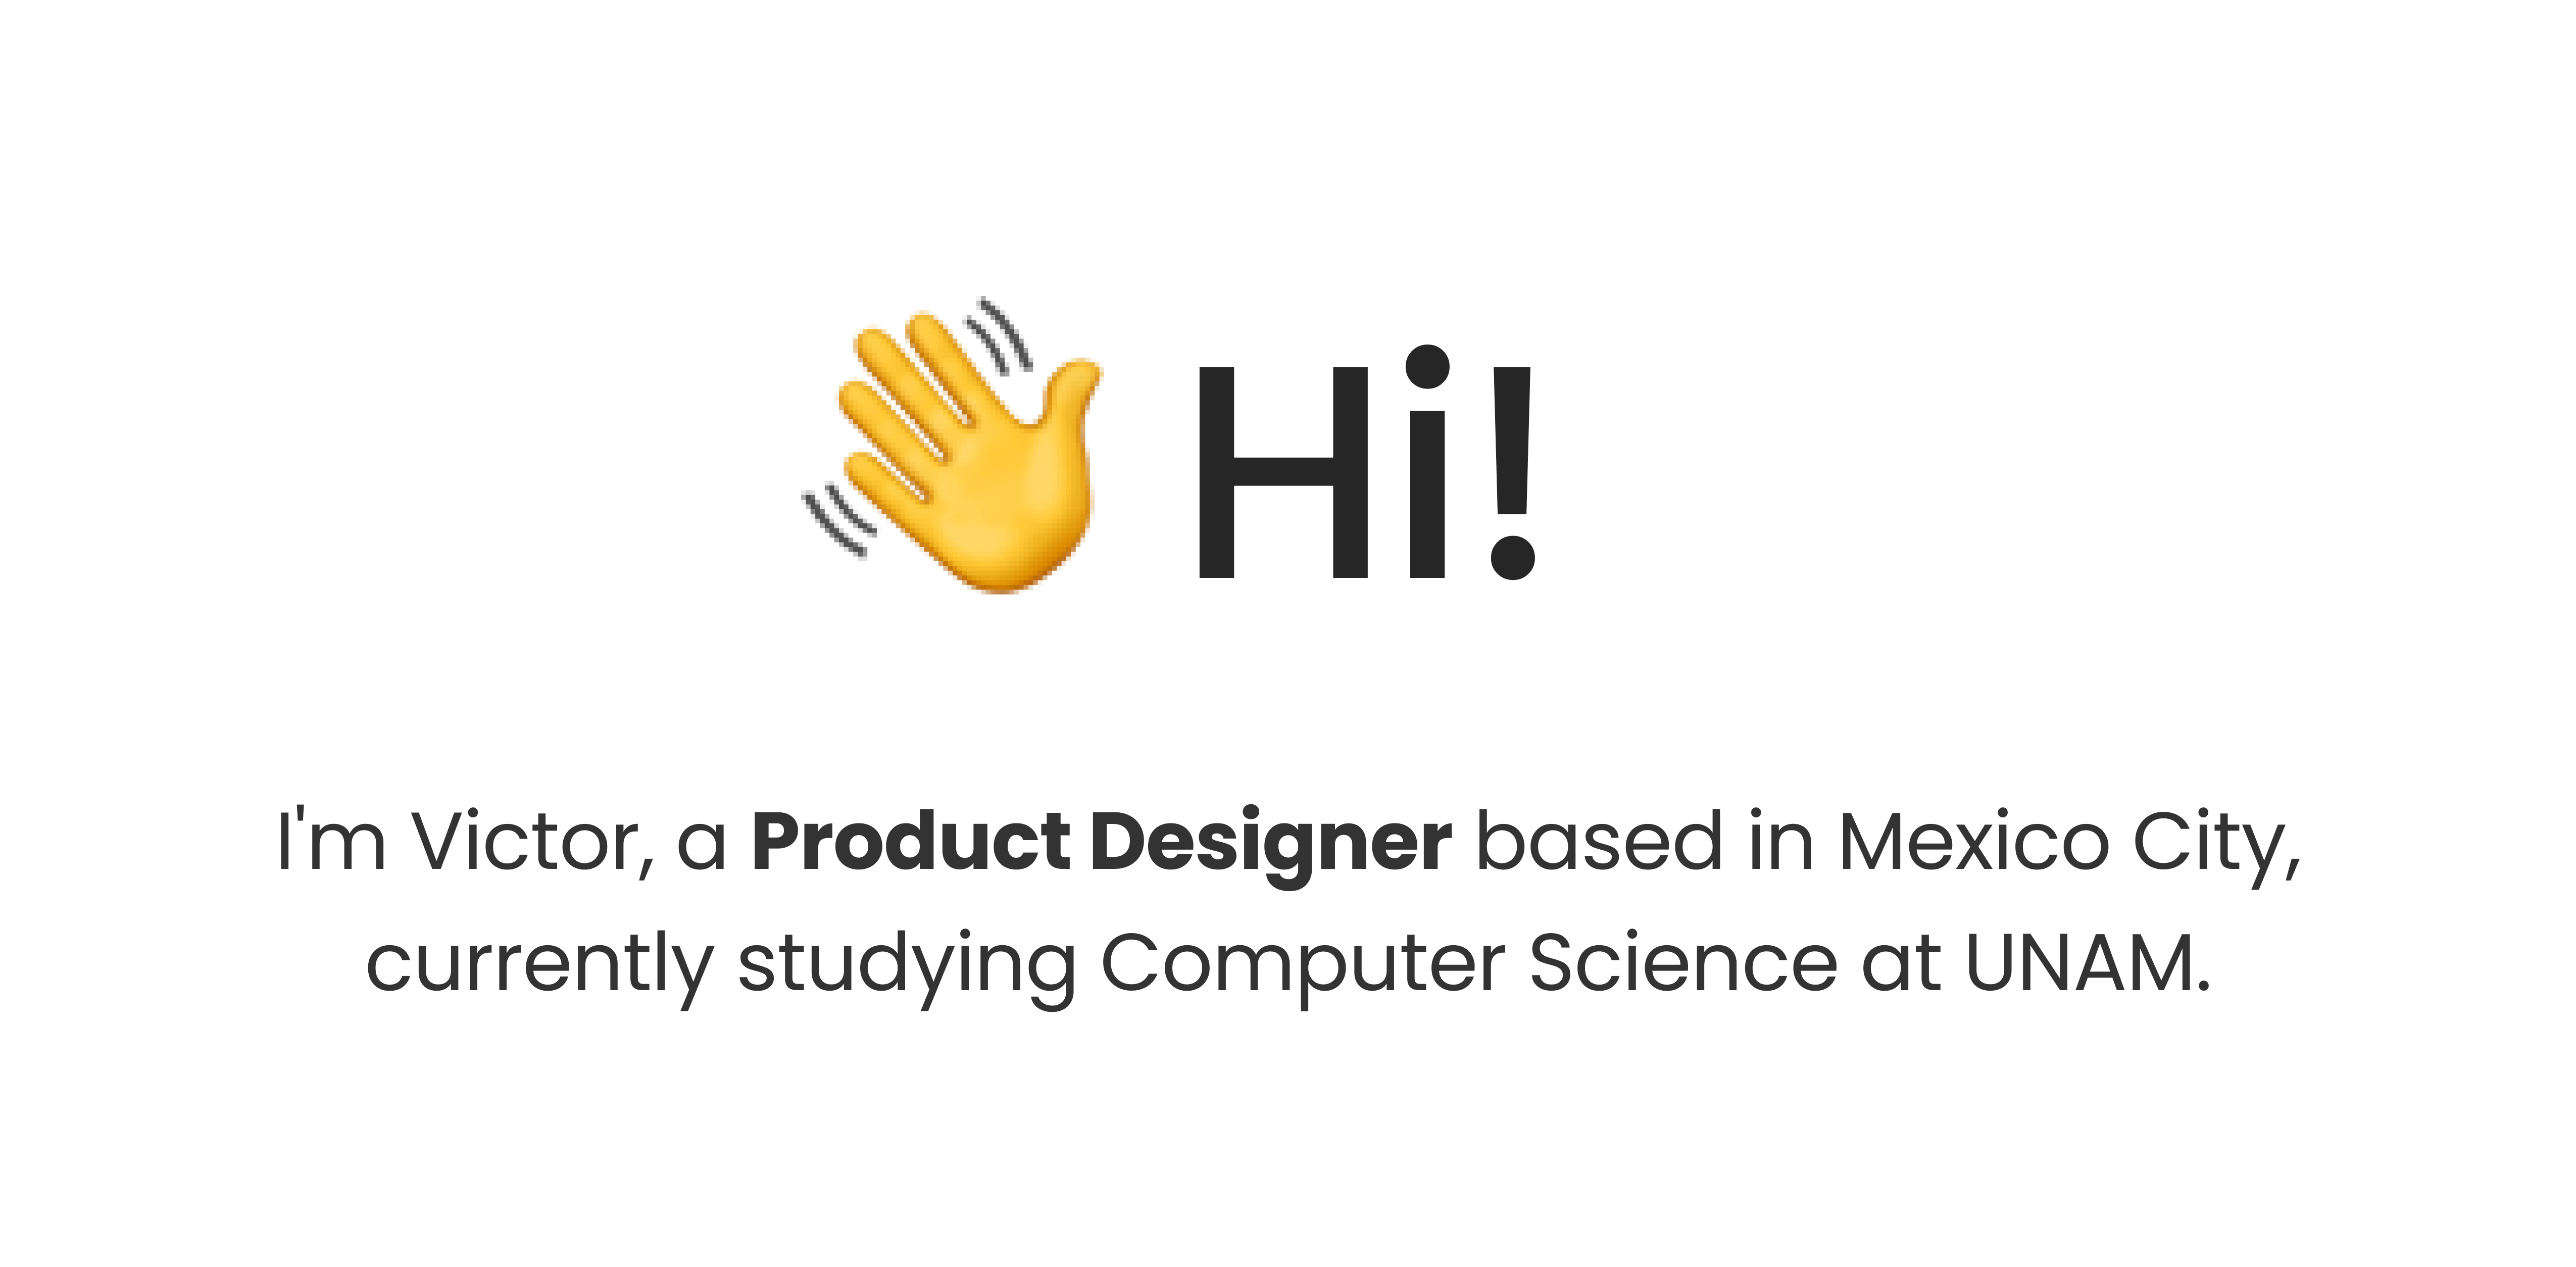 👋 Hi!
I'm Victor, a Product Designer based in Mexico City,
currently studying Computer Science at UNAM.